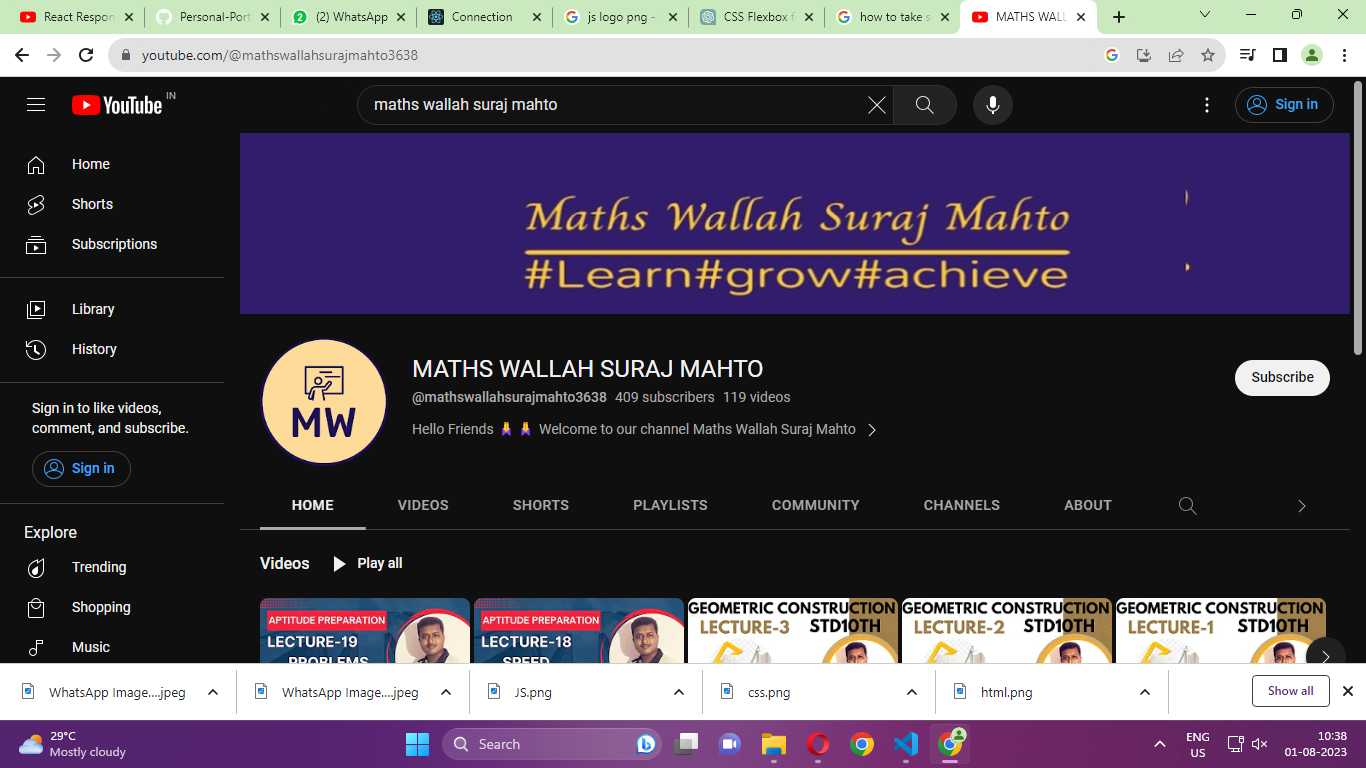 React Respon
Personal-Port
(2) WhatsApp
Connection
js logo png -
CSS Flexbox f
how to take s
MATHS WALL
youtube.com/@mathswallahsurajmahto3638
YouTube IN
maths wallah suraj mahto
Sign in
Home
Shorts
Subscriptions
Library
History
Sign in to like videos,
comment, and subscribe.
Sign in
Explore
Trending
Shopping
Music
Maths Wallah Suraj Mahto
#Learn#grow#achieve
MW
MATHS WALLAH SURAJ MAHTO
@mathswallahsurajmahto3638 409 subscribers 119 videos
Hello Friends 🙏 🙏 Welcome to our channel Maths Wallah Suraj Mahto
Subscribe
HOME VIDEOS SHORTS PLAYLISTS COMMUNITY CHANNELS ABOUT
Videos Play all
APTITUDE PREPARATION
LECTURE-19
PROBLEMS
APTITUDE PREPARATION
LECTURE-18
SPEED
GEOMETRIC CONSTRUCTION
LECTURE-3 STD10TH
GEOMETRIC CONSTRUCTION
LECTURE-2 STD10TH
GEOMETRIC CONSTRUCTION
LECTURE-1 STD10TH
WhatsApp Image....jpeg
WhatsApp Image....jpeg
JS.png
css.png
html.png
Show all
29°C
Mostly cloudy
Search
ENG
US
10:38
01-08-2023